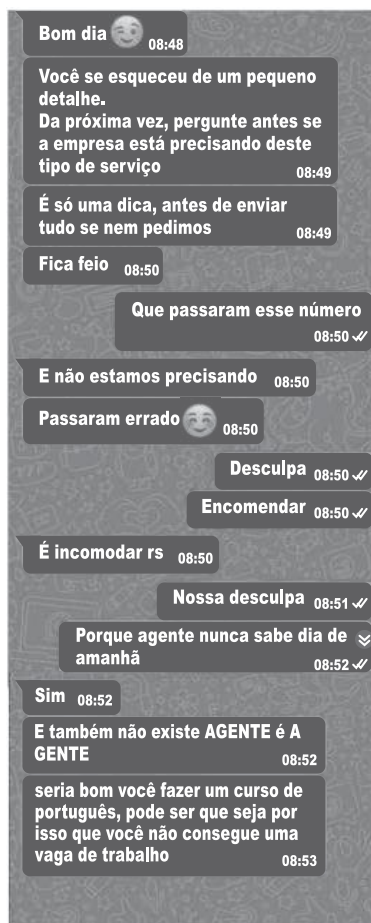 Bom dia 08:48
Você se esqueceu de um pequeno
detalhe.
Da próxima vez, pergunte antes se
a empresa está precisando deste
tipo de serviço 08:49
É só uma dica, antes de enviar
tudo se nem pedimos 08:49
Fica feio 08:50
Que passaram esse número
08:50
E não estamos precisando 08:50
Passaram errado 08:50
Desculpa 08:50
Encomendar 08:50
É incomodar rs 08:50
Nossa desculpa 08:51
Porque agente nunca sabe dia de
amanhã 08:52
Sim 08:52
E também não existe AGENTE é A
GENTE 08:52
seria bom você fazer um curso de
português, pode ser que seja por
isso que você não consegue uma
vaga de trabalho 08:53